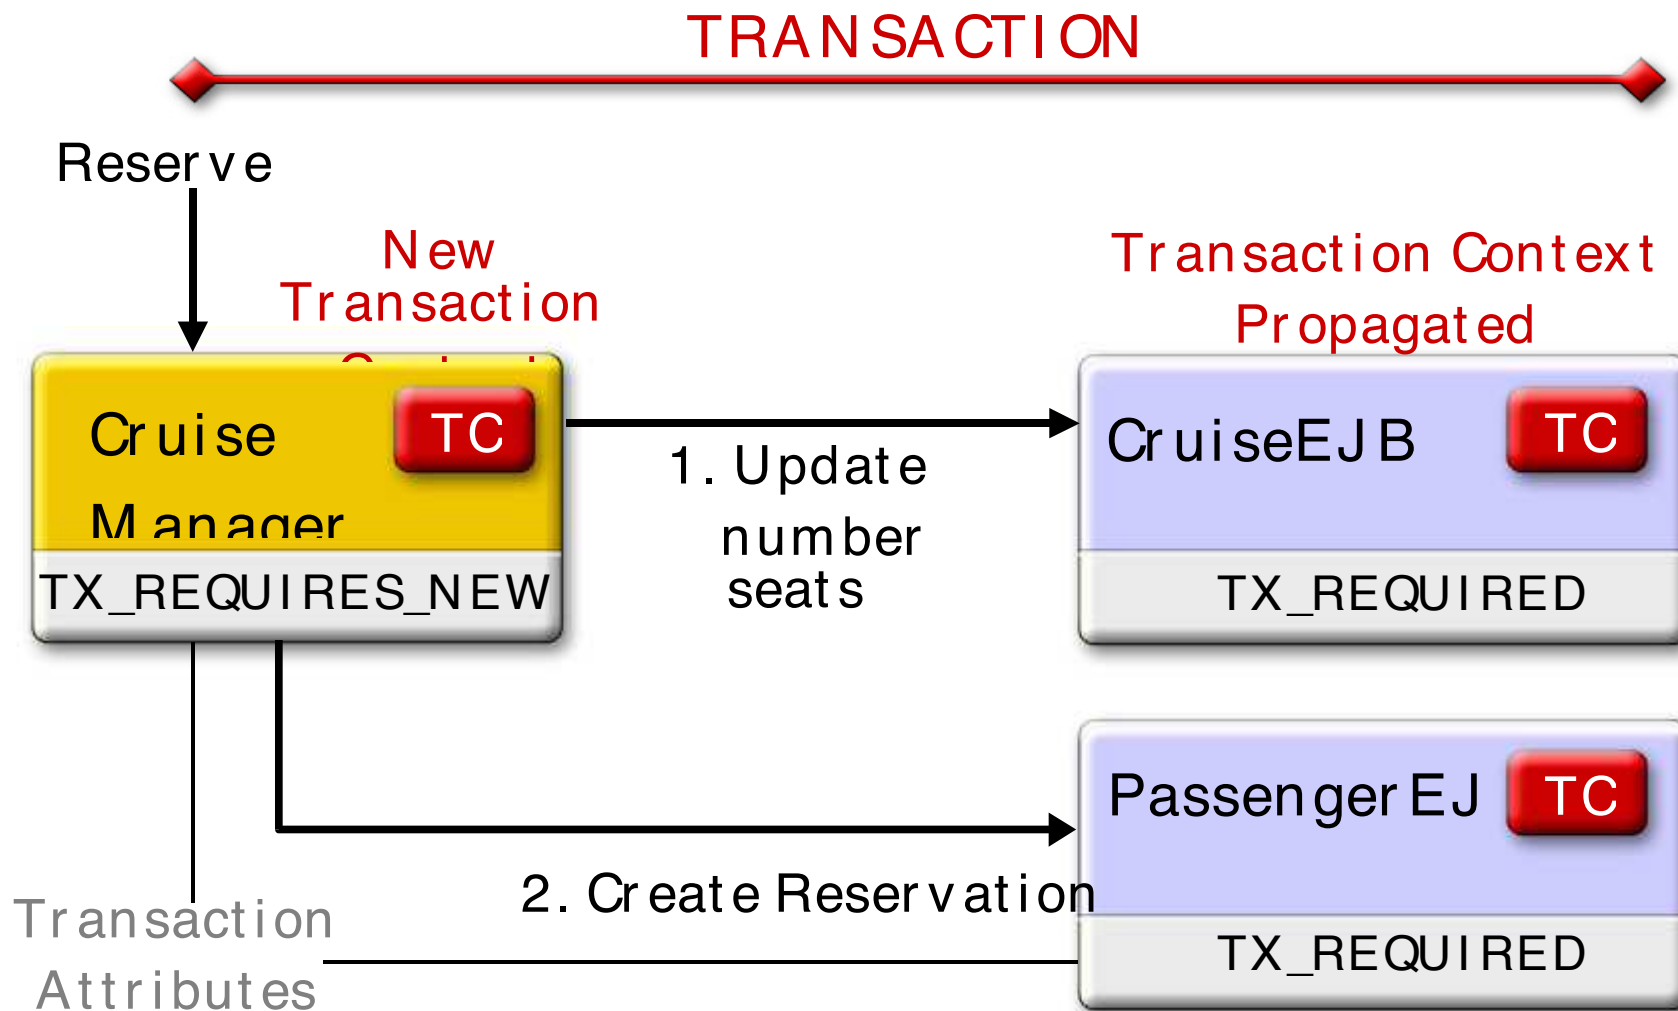 TRANSACTION
Reserve
New
Transaction
Transaction Context
Propagated
Cruise
Manager
TC
TX_REQUIRES_NEW
1. Update
number
seats
CruiseEJB
TC
TX_REQUIRED
PassengerEJ
TC
TX_REQUIRED
2. Create Reservation
Transaction
Attributes